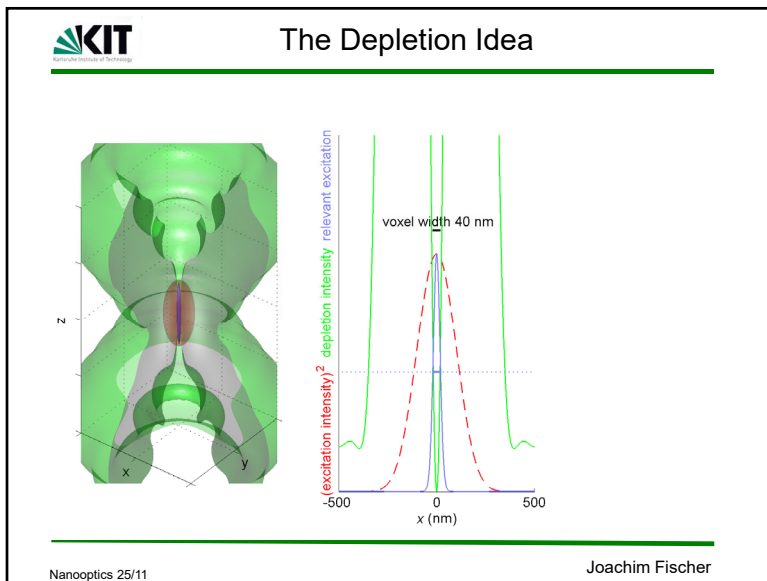 KIT
Karlsruhe Institute of Technology
The Depletion Idea
z
x
y
(excitation intensity)² depletion intensity relevant excitation
voxel width 40 nm
-500 0 500
x (nm)
Nanooptics 25/11
Joachim Fischer